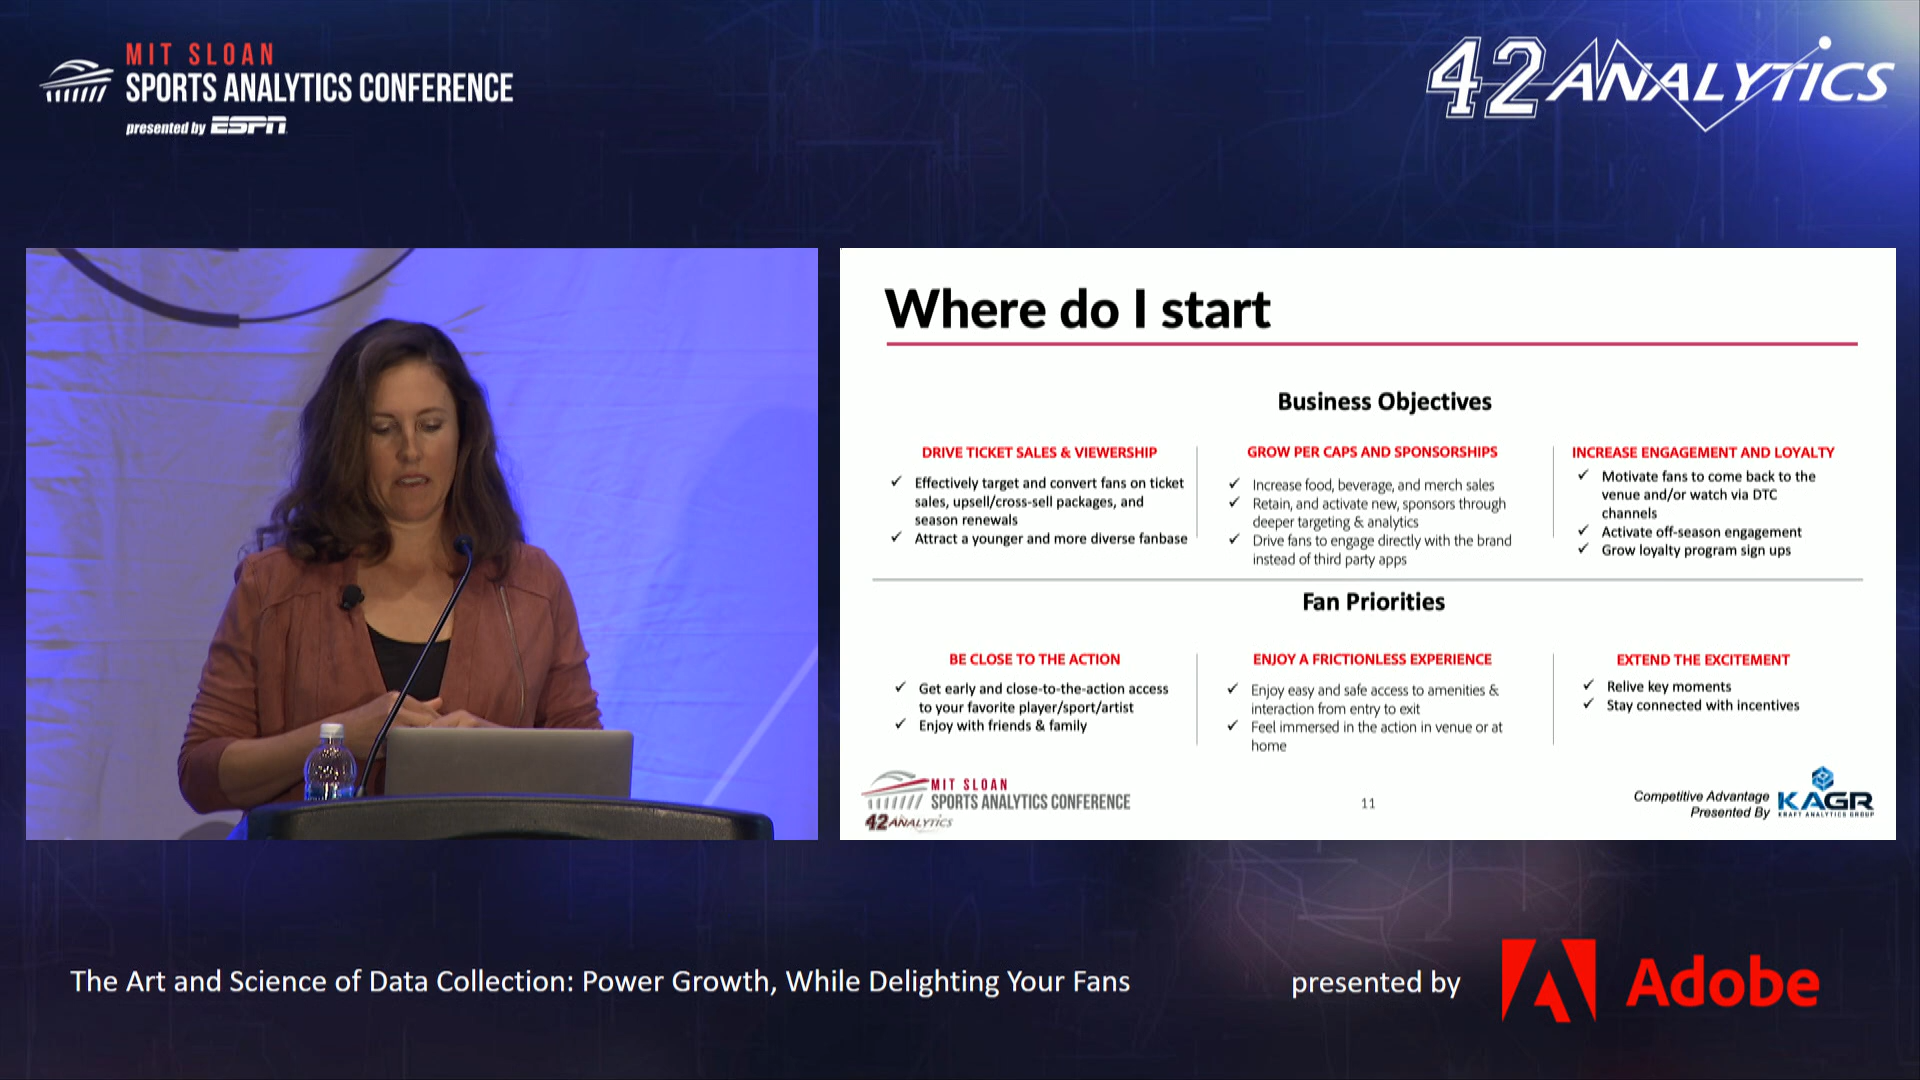 MIT SLOAN
SPORTS ANALYTICS CONFERENCE
presented by ESPN
42 ANALYTICS
Where do I start
Business Objectives
DRIVE TICKET SALES & VIEWERSHIP
✓ Effectively target and convert fans on ticket
sales, upsell/cross-sell packages, and
season renewals
✓ Attract a younger and more diverse fanbase
GROW PER CAPS AND SPONSORSHIPS
✓ Increase food, beverage, and merch sales
✓ Retain, and activate new, sponsors through
deeper targeting & analytics
✓ Drive fans to engage directly with the brand
instead of third party apps
INCREASE ENGAGEMENT AND LOYALTY
✓ Motivate fans to come back to the
venue and/or watch via DTC
channels
✓ Activate off-season engagement
✓ Grow loyalty program sign ups
Fan Priorities
BE CLOSE TO THE ACTION
✓ Get early and close-to-the-action access
to your favorite player/sport/artist
✓ Enjoy with friends & family
ENJOY A FRICTIONLESS EXPERIENCE
✓ Enjoy easy and safe access to amenities &
interaction from entry to exit
✓ Feel immersed in the action in venue or at
home
EXTEND THE EXCITEMENT
✓ Relive key moments
✓ Stay connected with incentives
MIT SLOAN
SPORTS ANALYTICS CONFERENCE
42 ANALYTICS
11
Competitive Advantage
Presented By
KAGR
KRAFT ANALYTICS GROUP
The Art and Science of Data Collection: Power Growth, While Delighting Your Fans
presented by
Adobe